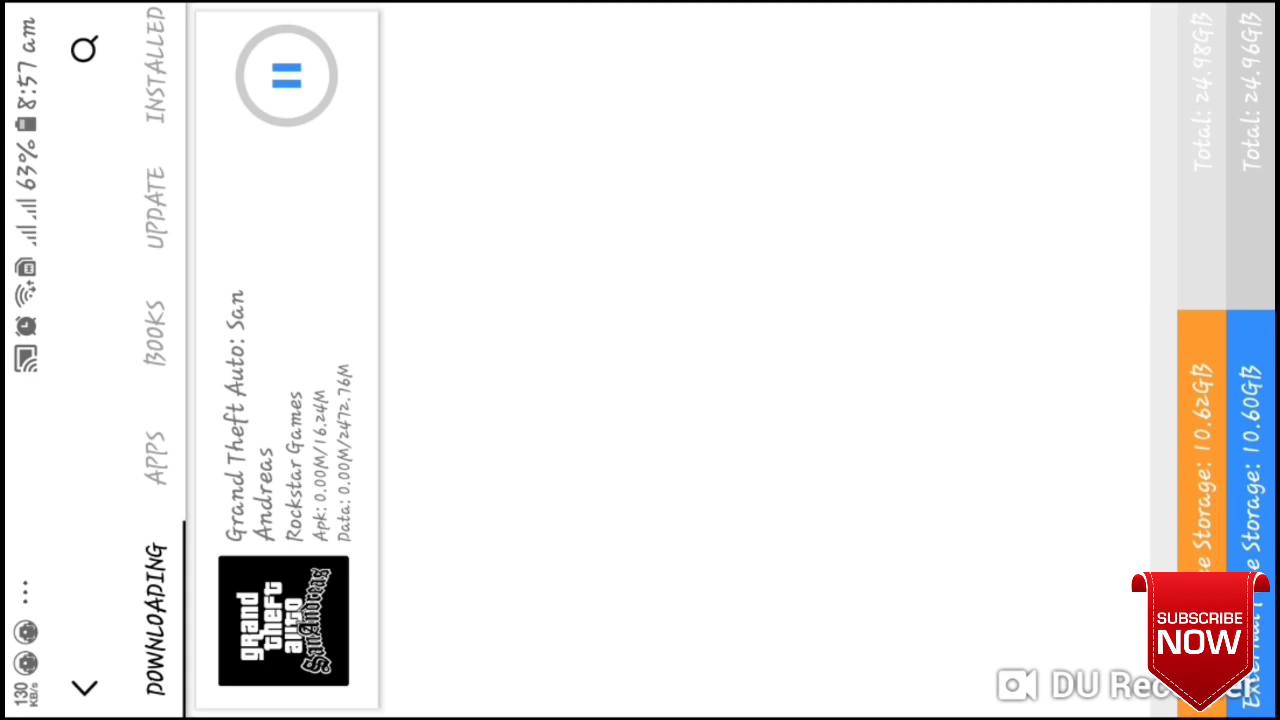 130 KB/s ... 63% 8:57 am
DOWNLOADING APPS BOOKS UPDATE INSTALLED
grand
theft
auto
San Andreas
Grand Theft Auto: San
Andreas
Rockstar Games
Apk: 0.00M/16.24M
Data: 0.00M/2472.76M
Storage: 10.62GB Total: 24.98GB
Storage: 10.60GB Total: 24.96GB
SUBSCRIBE
NOW
DU